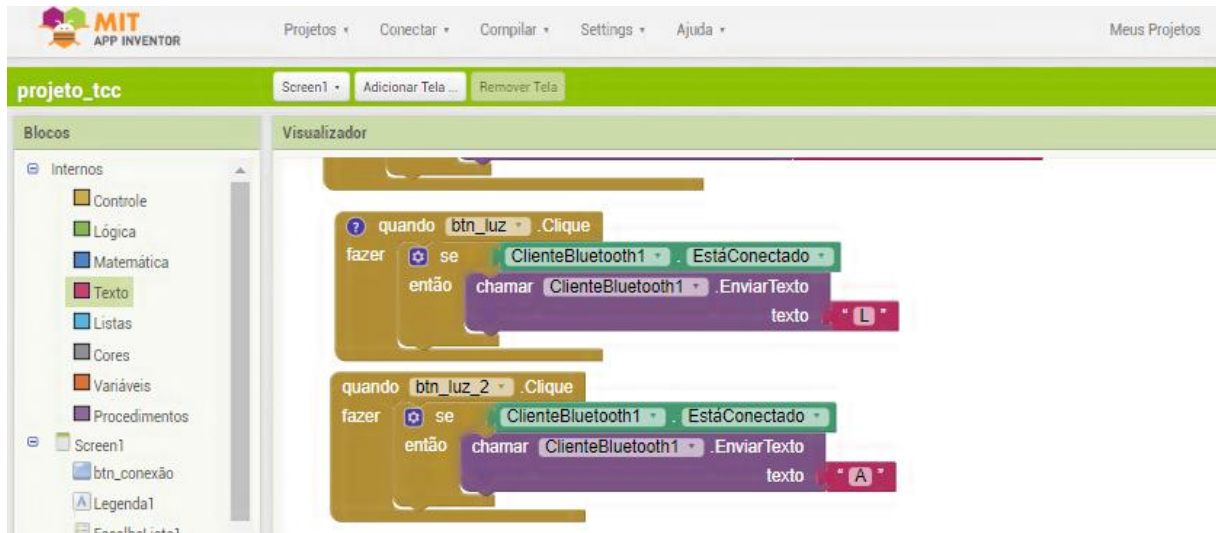 MIT
APP INVENTOR
Projetos Conectar Compilar Settings Ajuda Meus Projetos
projeto_tcc Screen1 Adicionar Tela ... Remover Tela
Blocos Visualizador
Internos
Controle
Lógica
Matemática
Texto
Listas
Cores
Variáveis
Procedimentos
Screen1
btn_conexão
Legenda1
? quando btn_luz .Clique
fazer se ClienteBluetooth1 . EstáConectado
então chamar ClienteBluetooth1 .EnviarTexto
texto "L"
quando btn_luz_2 .Clique
fazer se ClienteBluetooth1 . EstáConectado
então chamar ClienteBluetooth1 .EnviarTexto
texto "A"